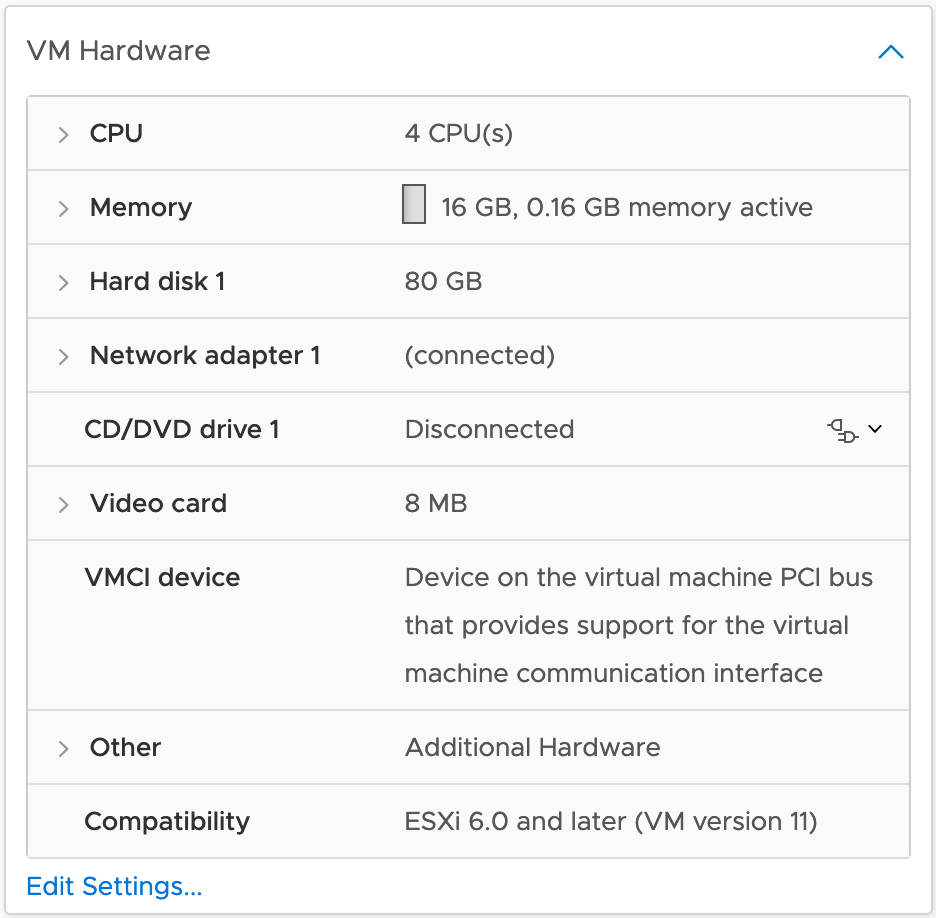 VM Hardware
CPU 4 CPU(s)
Memory 16 GB, 0.16 GB memory active
Hard disk 1 80 GB
Network adapter 1 (connected)
CD/DVD drive 1 Disconnected
Video card 8 MB
VMCI device Device on the virtual machine PCI bus
that provides support for the virtual
machine communication interface
Other Additional Hardware
Compatibility ESXi 6.0 and later (VM version 11)
Edit Settings...